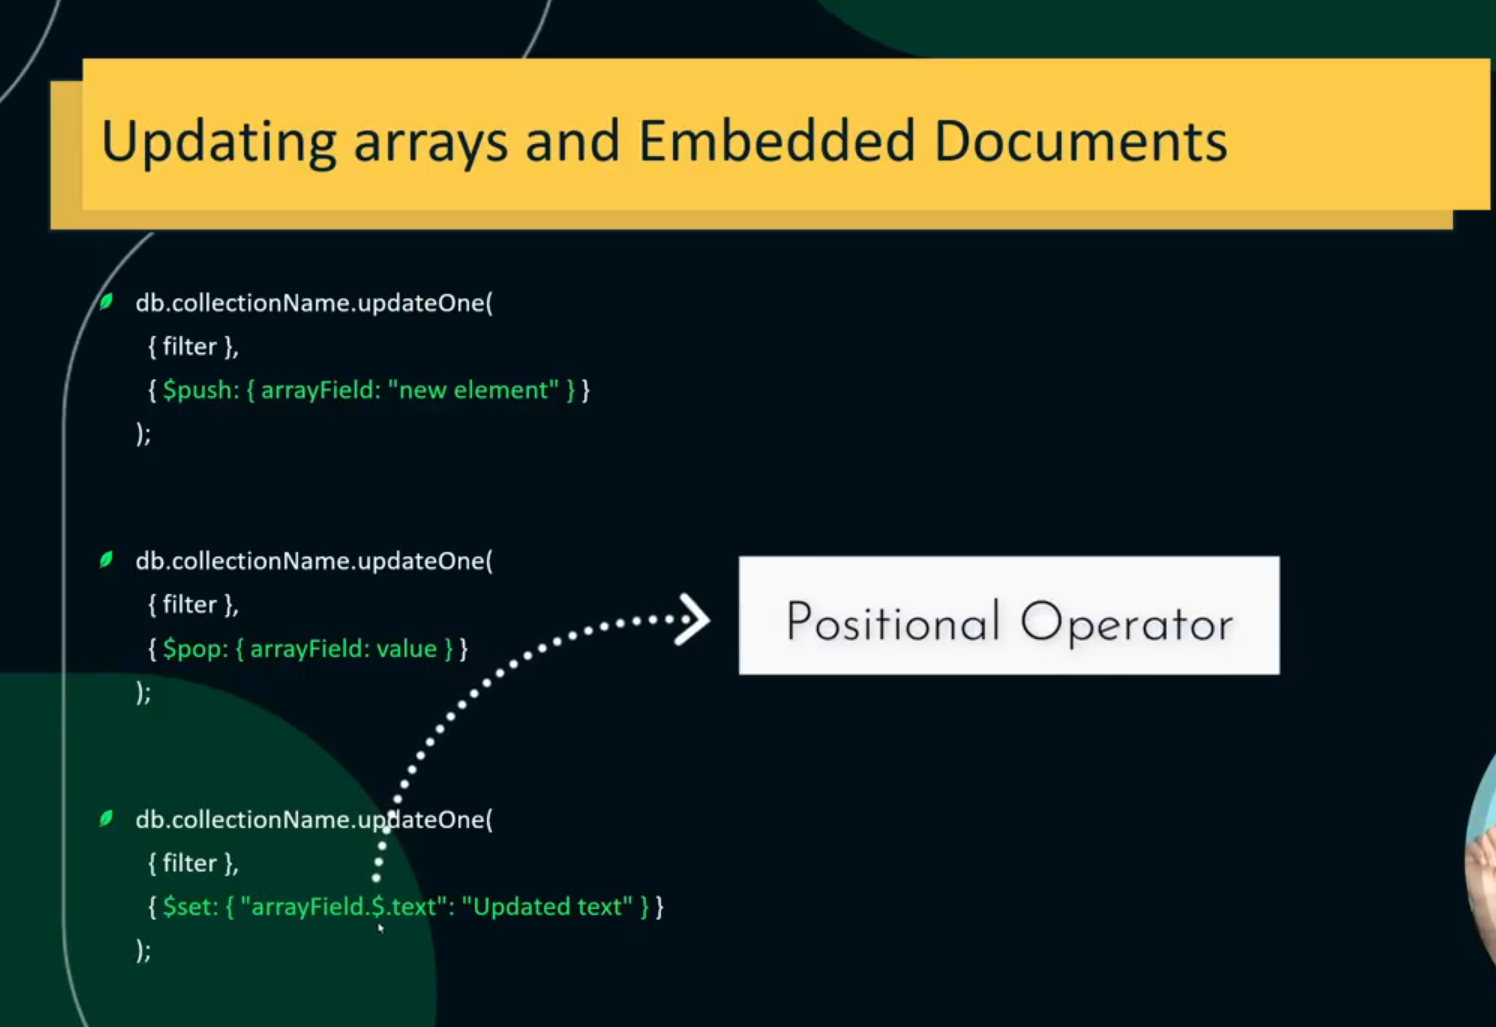 Updating arrays and Embedded Documents
db.collectionName.updateOne(
{ filter },
{ $push: { arrayField: "new element" } }
);
db.collectionName.updateOne(
{ filter },
{ $pop: { arrayField: value } }
);
Positional Operator
db.collectionName.updateOne(
{ filter },
{ $set: { "arrayField.$.text": "Updated text" } }
);